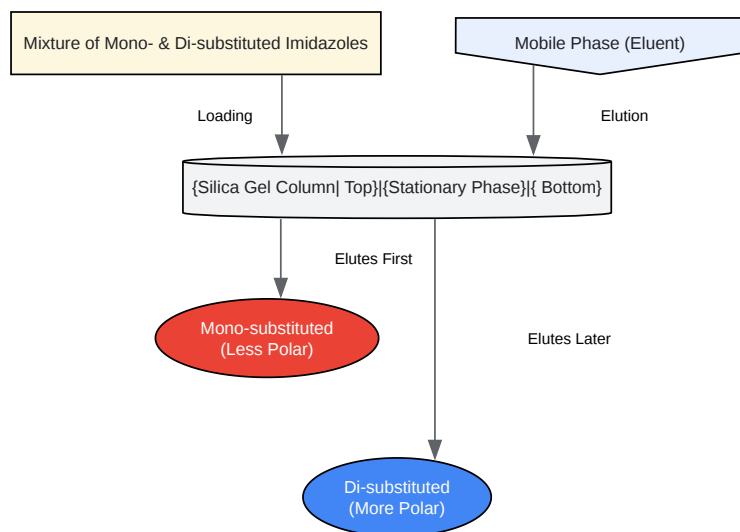 Mixture of Mono- & Di-substituted Imidazoles
Mobile Phase (Eluent)
Loading
Elution
{Silica Gel Column| Top}|{Stationary Phase}|{ Bottom}
Elutes First
Mono-substituted
(Less Polar)
Elutes Later
Di-substituted
(More Polar)